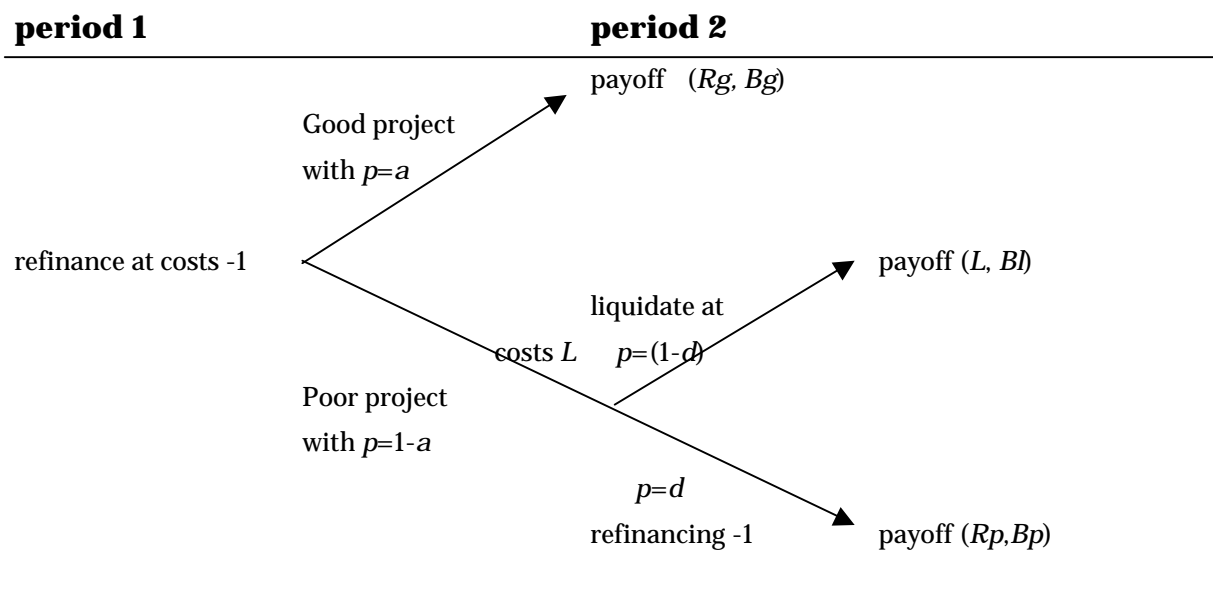 period 1 period 2
payoff (Rg, Bg)
Good project
with p=a
refinance at costs -1
payoff (L, Bl)
liquidate at
costs L p=(1-d)
Poor project
with p=1-a
p=d
refinancing -1
payoff (Rp,Bp)